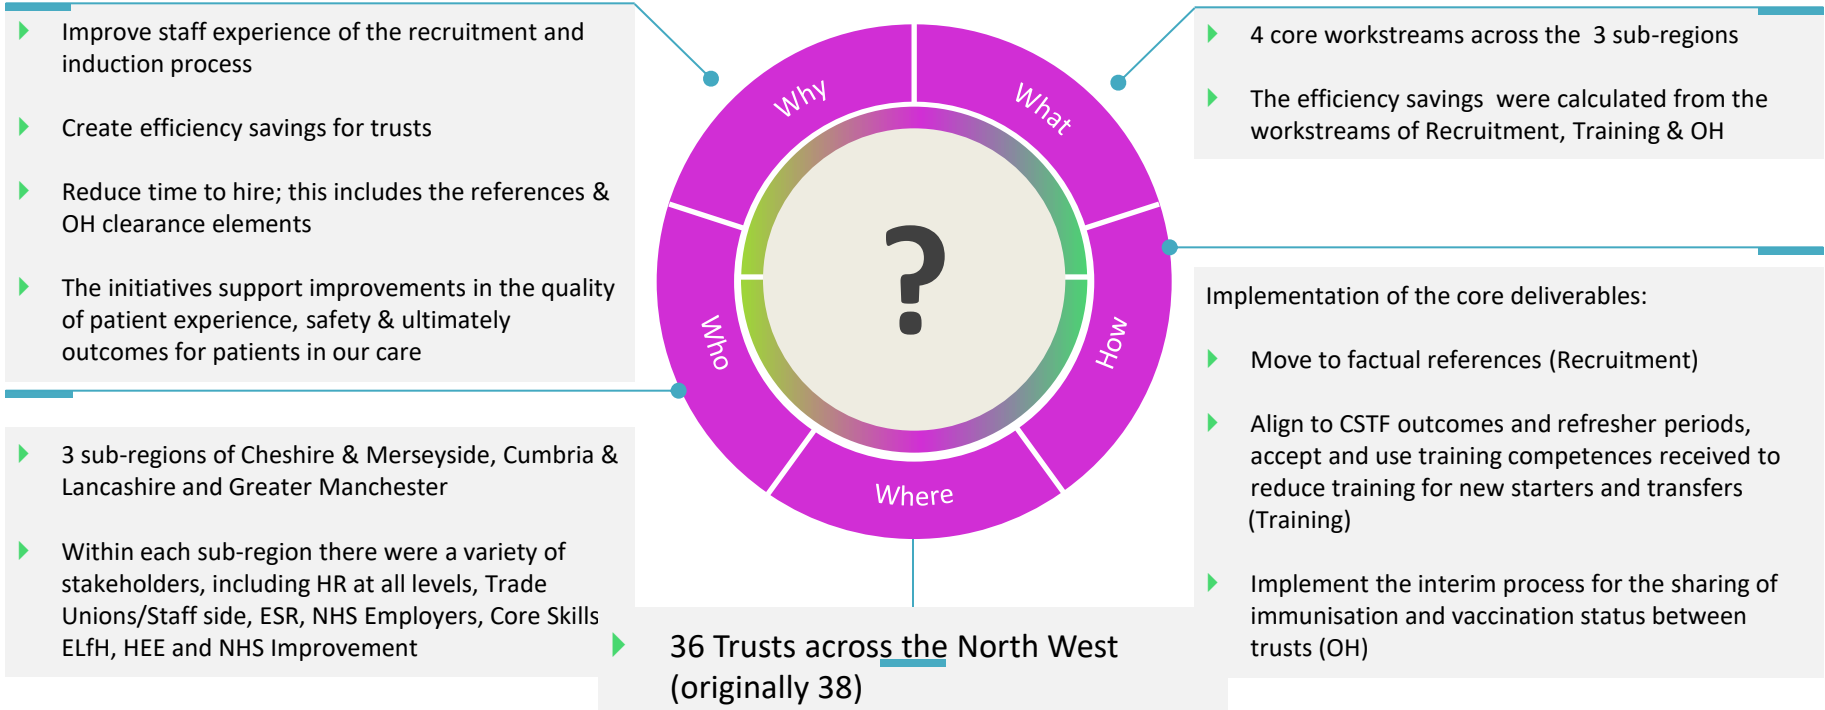 Improve staff experience of the recruitment and
induction process
Create efficiency savings for trusts
Reduce time to hire; this includes the references &
OH clearance elements
The initiatives support improvements in the quality
of patient experience, safety & ultimately
outcomes for patients in our care
Why
What
4 core workstreams across the 3 sub-regions
The efficiency savings were calculated from the
workstreams of Recruitment, Training & OH
?
Who
How
Where
3 sub-regions of Cheshire & Merseyside, Cumbria &
Lancashire and Greater Manchester
Within each sub-region there were a variety of
stakeholders, including HR at all levels, Trade
Unions/Staff side, ESR, NHS Employers, Core Skills
ELfH, HEE and NHS Improvement
36 Trusts across the North West
(originally 38)
Implementation of the core deliverables:
Move to factual references (Recruitment)
Align to CSTF outcomes and refresher periods,
accept and use training competences received to
reduce training for new starters and transfers
(Training)
Implement the interim process for the sharing of
immunisation and vaccination status between
trusts (OH)